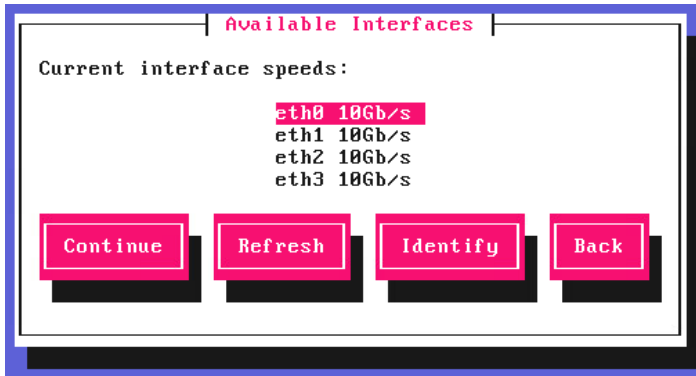 Available Interfaces
Current interface speeds:
eth0 10Gb/s
eth1 10Gb/s
eth2 10Gb/s
eth3 10Gb/s
Continue Refresh Identify Back